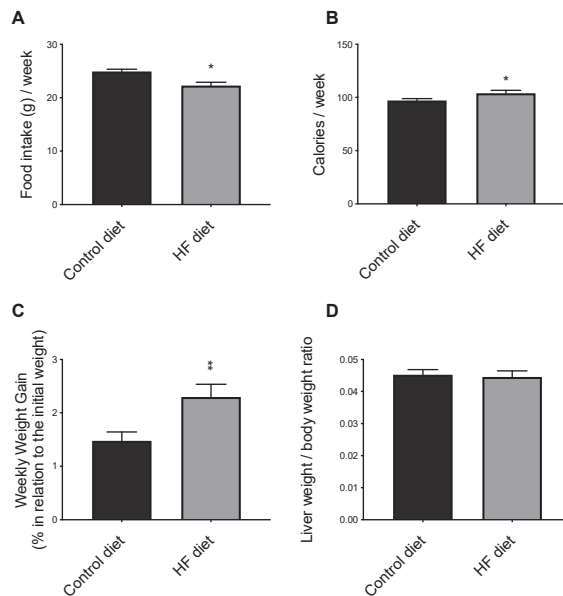 A
Food intake (g) / week
30
20
10
0
*
Control diet
HF diet
B
Calories / week
150
100
50
0
*
Control diet
HF diet
C
Weekly Weight Gain
(% in relation to the initial weight)
3
2
1
0
**
Control diet
HF diet
D
Liver weight / body weight ratio
0.05
0.04
0.03
0.02
0.01
0.00
Control diet
HF diet